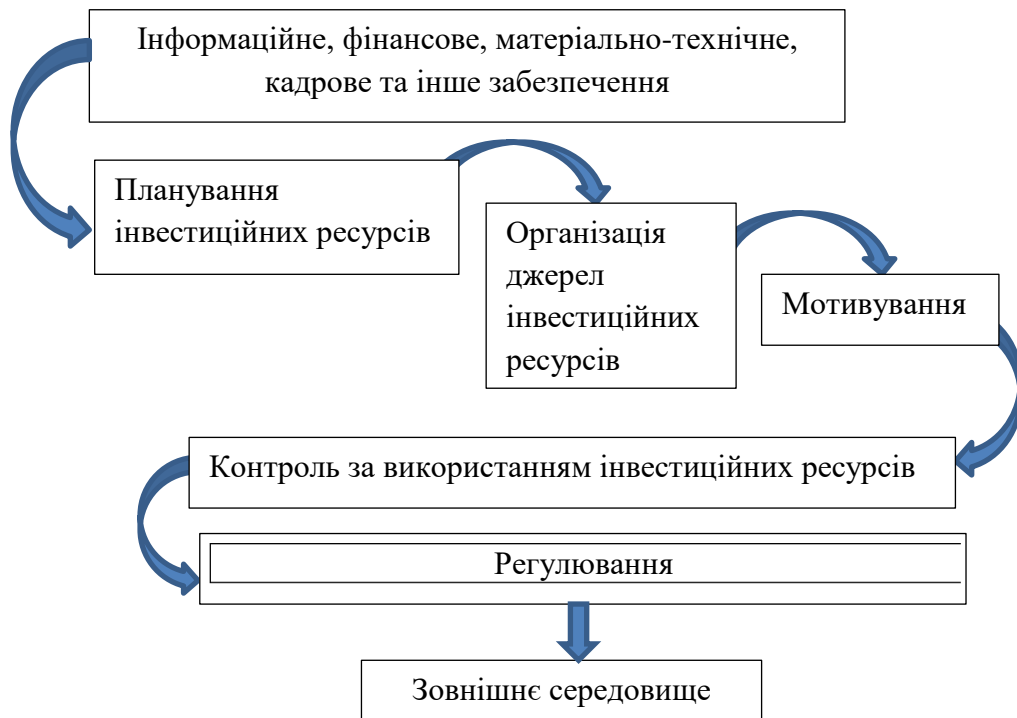 Інформаційне, фінансове, матеріально-технічне,
кадрове та інше забезпечення
Планування
інвестиційних ресурсів
Організація
джерел
інвестиційних
ресурсів
Мотивування
Контроль за використанням інвестиційних ресурсів
Регулювання
Зовнішнє середовище